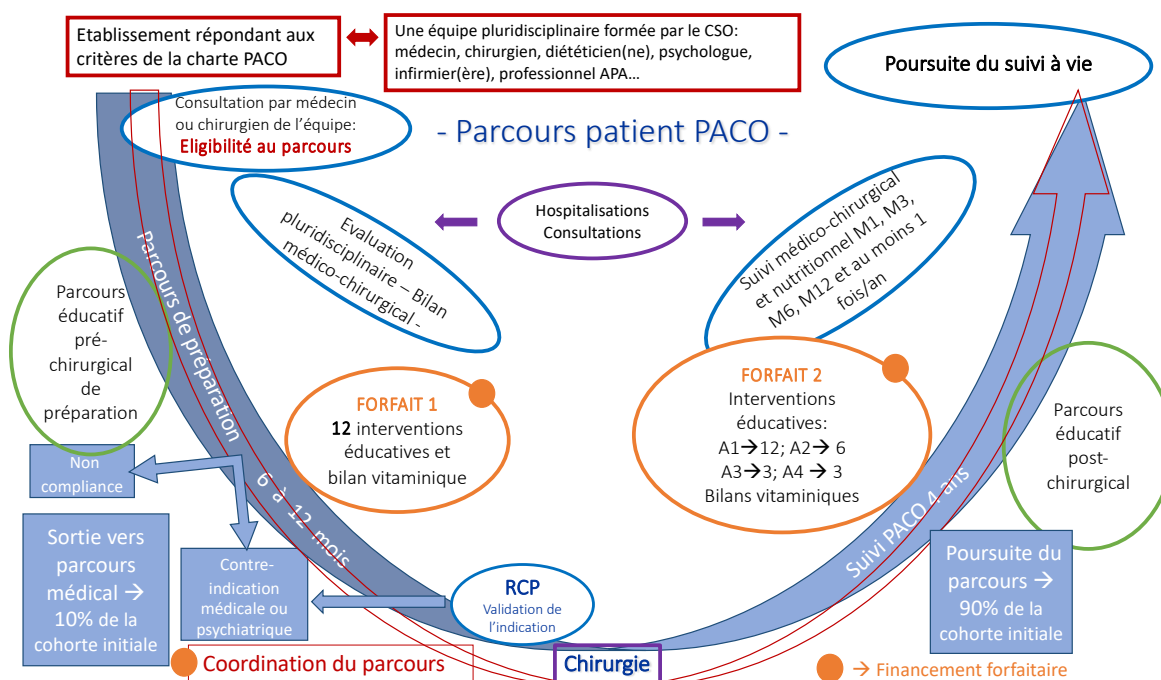 Etablissement répondant aux
critères de la charte PACO
Une équipe pluridisciplinaire formée par le CSO:
médecin, chirurgien, diététicien(ne), psychologue,
infirmier(ère), professionnel APA...
Poursuite du suivi à vie
Consultation par médecin
ou chirurgien de l'équipe:
Eligibilité au parcours
- Parcours patient PACO -
Evaluation
pluridisciplinaire – Bilan
médico-chirurgical -
Hospitalisations
Consultations
Suivi médico-chirurgical
et nutritionnel M1, M3,
M6, M12 et au moins 1
fois/an
Parcours de préparation
6 à 12 mois
Parcours
éducatif
pré-
chirurgical
de
préparation
FORFAIT 1
12 interventions
éducatives et
bilan vitaminique
FORFAIT 2
Interventions
éducatives:
A1→12; A2→ 6
A3→3; A4 → 3
Bilans vitaminiques
Parcours
éducatif
post-
chirurgical
Suivi PACO 4 ans
Non
compliance
Sortie vers
parcours
médical →
10% de la
cohorte initiale
Contre-
indication
médicale ou
psychiatrique
RCP
Validation de
l'indication
Poursuite du
parcours →
90% de la
cohorte initiale
Coordination du parcours
Chirurgie
→ Financement forfaitaire